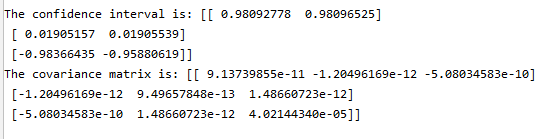 The confidence interval is: [[ 0.98092778  0.98096525]
 [ 0.01905157  0.01905539]
 [-0.98366435 -0.95880619]]
The covariance matrix is: [[ 9.13739855e-11 -1.20496169e-12 -5.08034583e-10]
 [-1.20496169e-12  9.49657848e-13  1.48660723e-12]
 [-5.08034583e-10  1.48660723e-12  4.02144340e-05]]